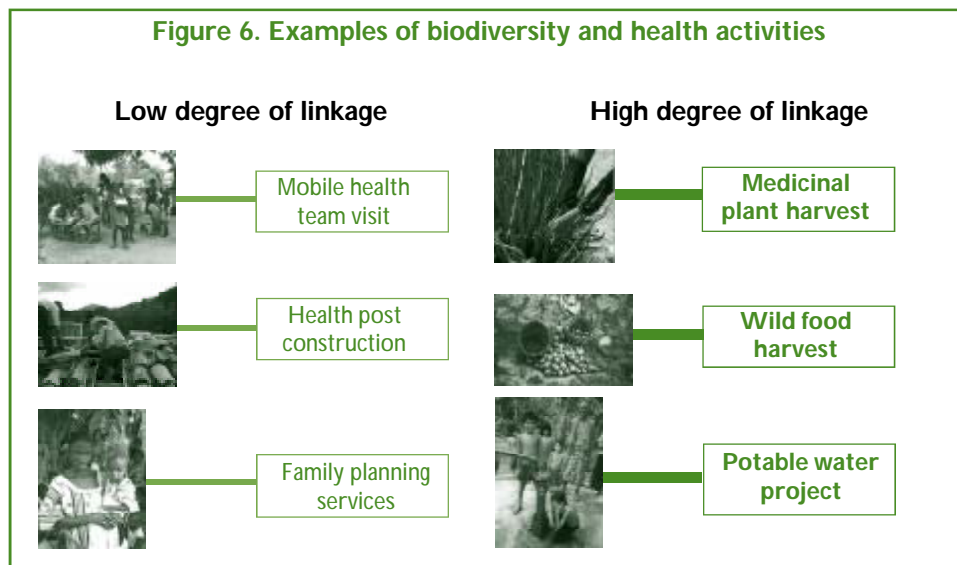 Figure 6. Examples of biodiversity and health activities
Low degree of linkage
Mobile health
team visit
Health post
construction
Family planning
services
High degree of linkage
Medicinal
plant harvest
Wild food
harvest
Potable water
project